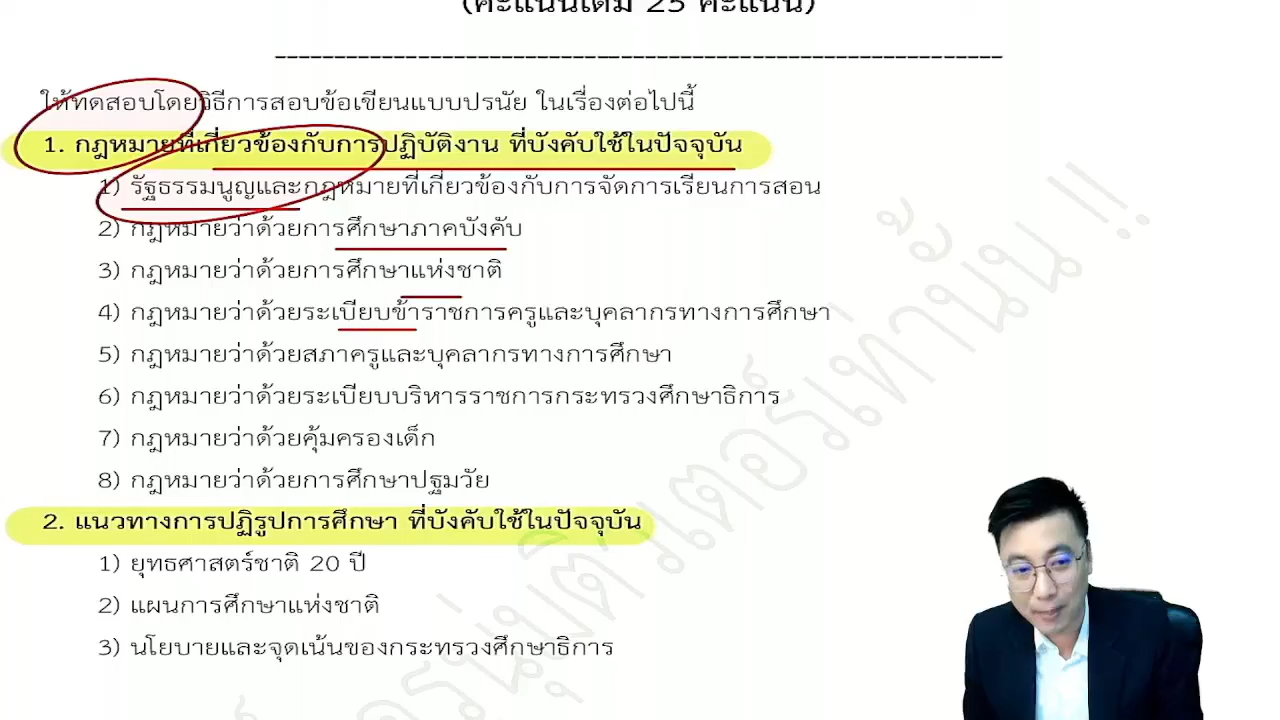 (คะแนนเต็ม 25 คะแนน)
ให้ทดสอบโดยวิธีการสอบข้อเขียนแบบปรนัย ในเรื่องต่อไปนี้
1. กฎหมายที่เกี่ยวข้องกับการปฏิบัติงาน ที่บังคับใช้ในปัจจุบัน
1) รัฐธรรมนูญและกฎหมายที่เกี่ยวข้องกับการจัดการเรียนการสอน
2) กฎหมายว่าด้วยการศึกษาภาคบังคับ
3) กฎหมายว่าด้วยการศึกษาแห่งชาติ
4) กฎหมายว่าด้วยระเบียบข้าราชการครูและบุคลากรทางการศึกษา
5) กฎหมายว่าด้วยสภาครูและบุคลากรทางการศึกษา
6) กฎหมายว่าด้วยระเบียบบริหารราชการกระทรวงศึกษาธิการ
7) กฎหมายว่าด้วยคุ้มครองเด็ก
8) กฎหมายว่าด้วยการศึกษาปฐมวัย
2. แนวทางการปฏิรูปการศึกษา ที่บังคับใช้ในปัจจุบัน
1) ยุทธศาสตร์ชาติ 20 ปี
2) แผนการศึกษาแห่งชาติ
3) นโยบายและจุดเน้นของกระทรวงศึกษาธิการ